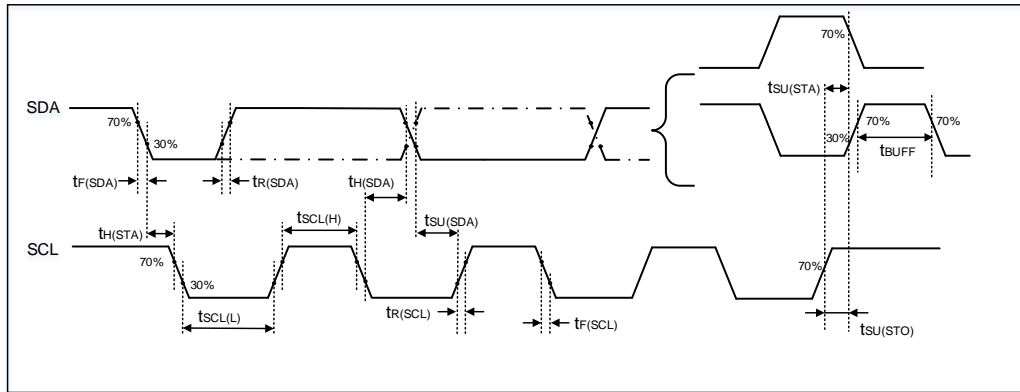 70%
tSU(STA)
SDA
70%
30%
30%
70%
70%
tBUFF
tF(SDA)
tR(SDA)
tH(SDA)
tH(STA)
tSCL(H)
tSU(SDA)
SCL
70%
30%
70%
tSCL(L)
tR(SCL)
tF(SCL)
tSU(STO)